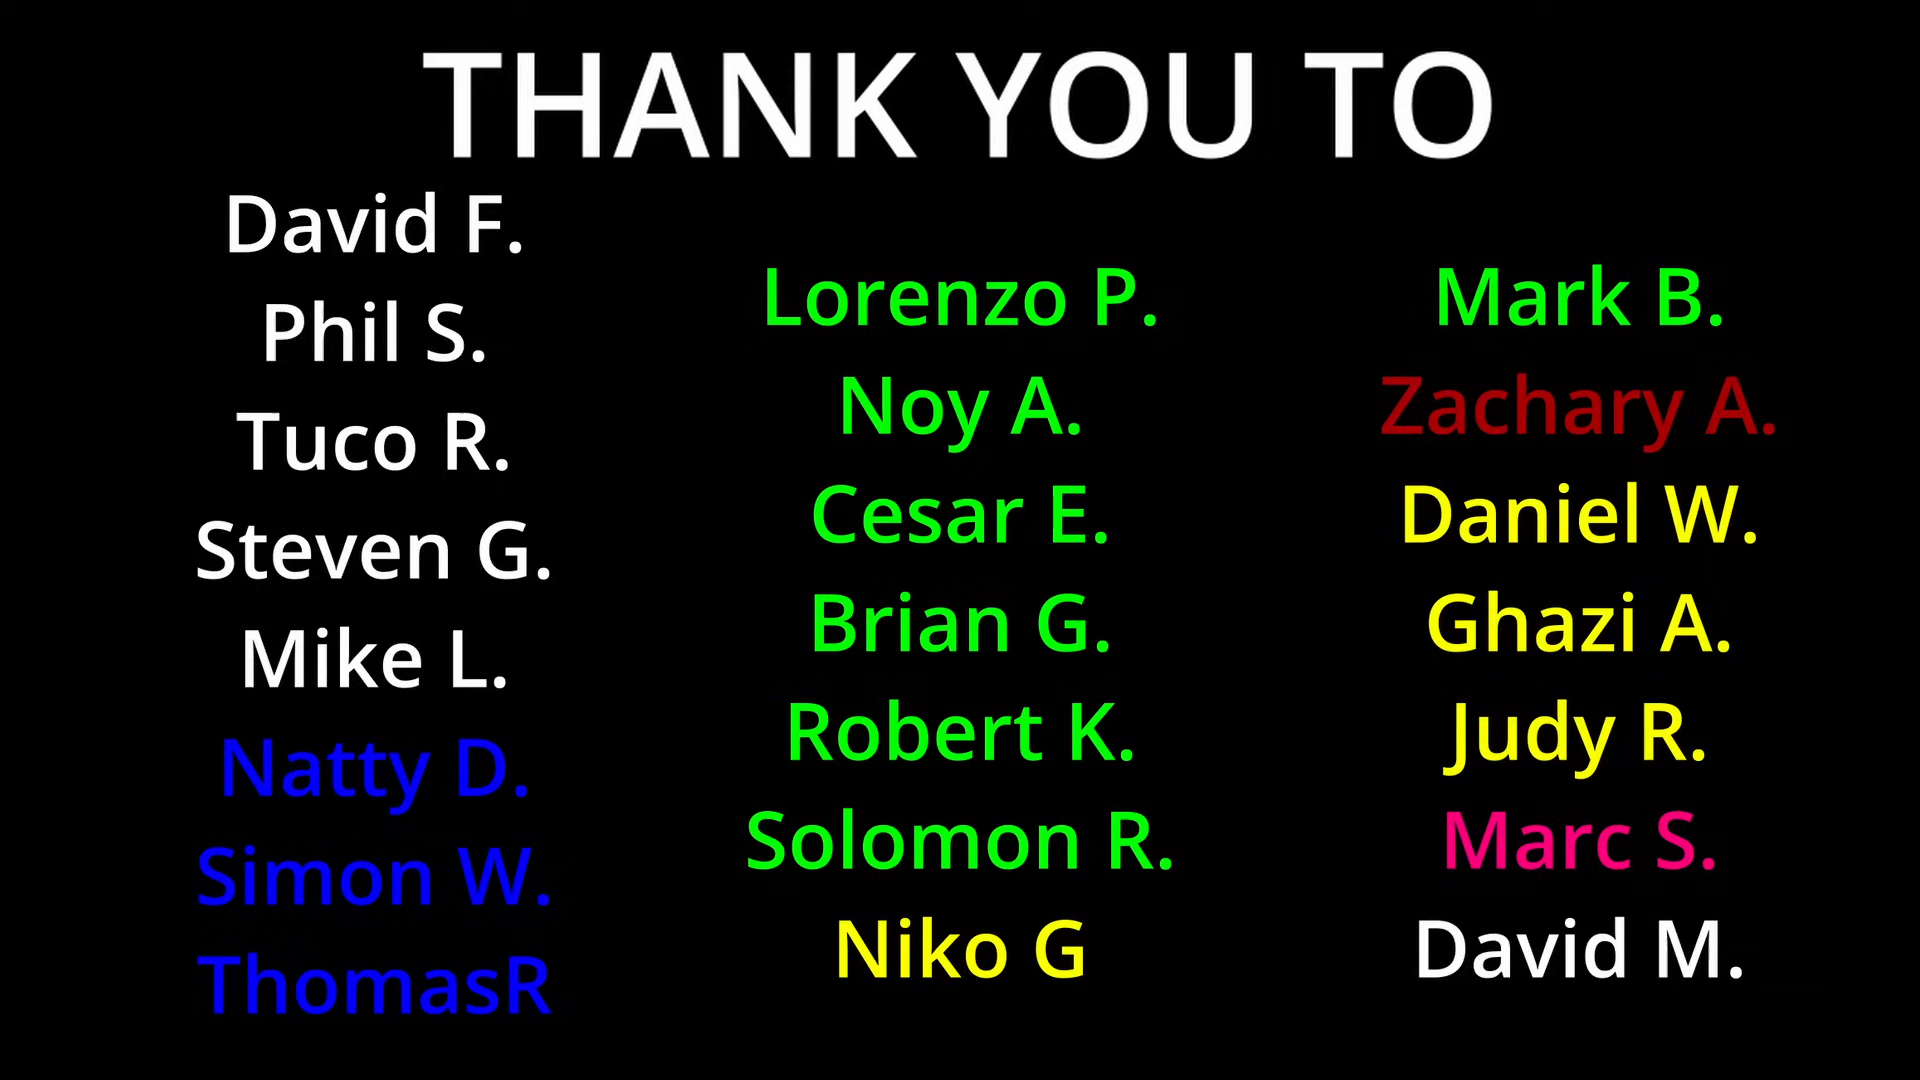 THANK YOU TO
David F.
Phil S.
Tuco R.
Steven G.
Mike L.
Natty D.
Simon W.
ThomasR
Lorenzo P.
Noy A.
Cesar E.
Brian G.
Robert K.
Solomon R.
Niko G
Mark B.
Zachary A.
Daniel W.
Ghazi A.
Judy R.
Marc S.
David M.